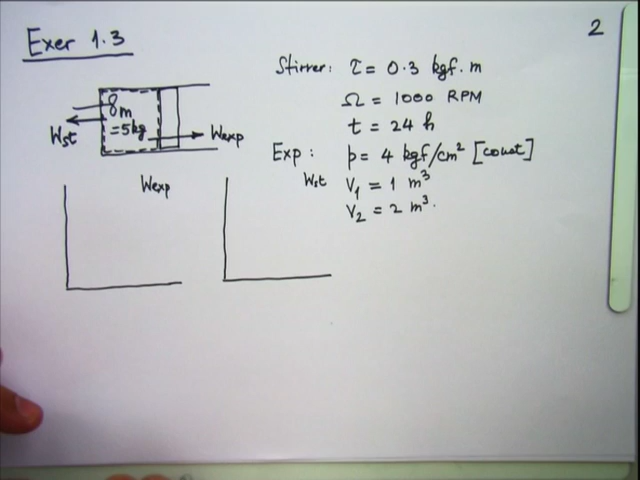 2
Exer 1.3
Stirrer: τ = 0.3 kgf.m
Ω = 1000 RPM
t = 24 h
Exp: p = 4 kgf/cm² [const]
V₁ = 1 m³
V₂ = 2 m³.
m
= 5kg
Wst
Wexp
Wexp
Wst